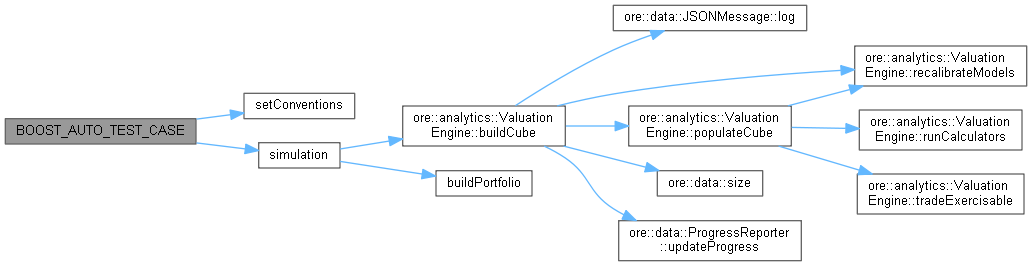 BOOST_AUTO_TEST_CASE
setConventions
simulation
ore::analytics::Valuation
Engine::buildCube
buildPortfolio
ore::data::JSONMessage::log
ore::analytics::Valuation
Engine::recalibrateModels
ore::analytics::Valuation
Engine::populateCube
ore::analytics::Valuation
Engine::runCalculators
ore::data::size
ore::analytics::Valuation
Engine::tradeExercisable
ore::data::ProgressReporter
::updateProgress